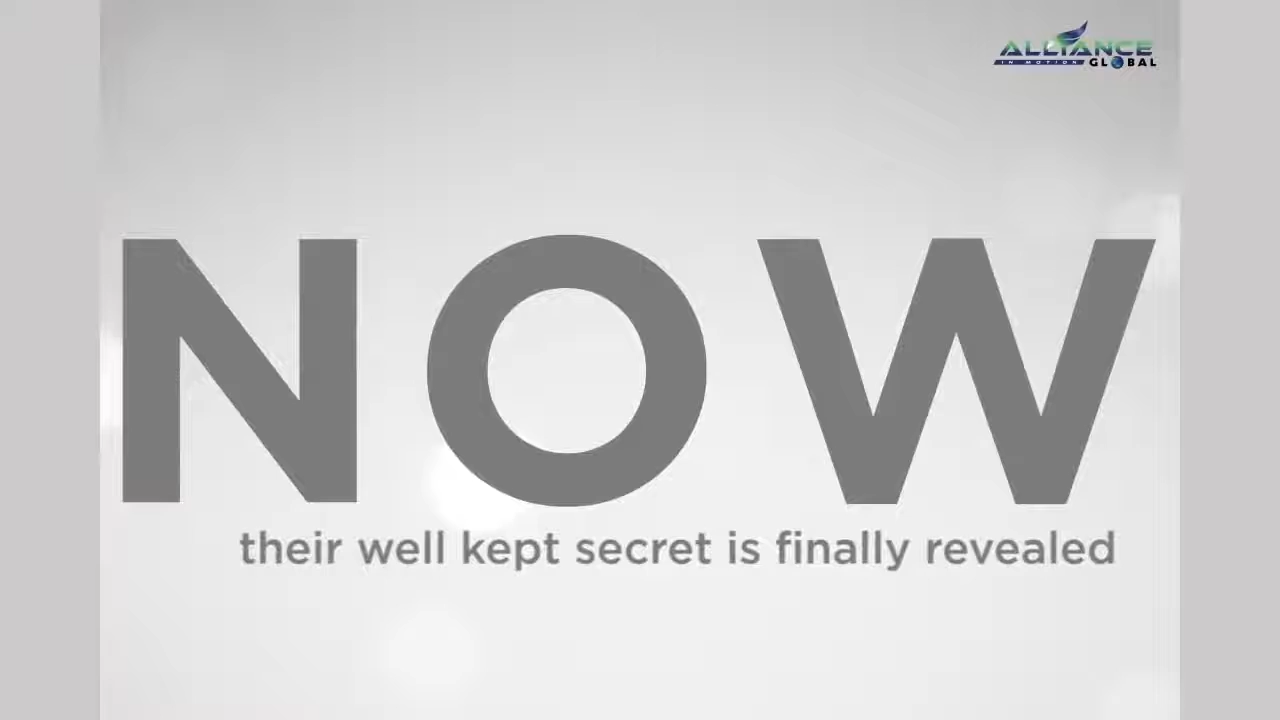 ALLIANCE
IN MOTION GLOBAL
NOW
their well kept secret is finally revealed